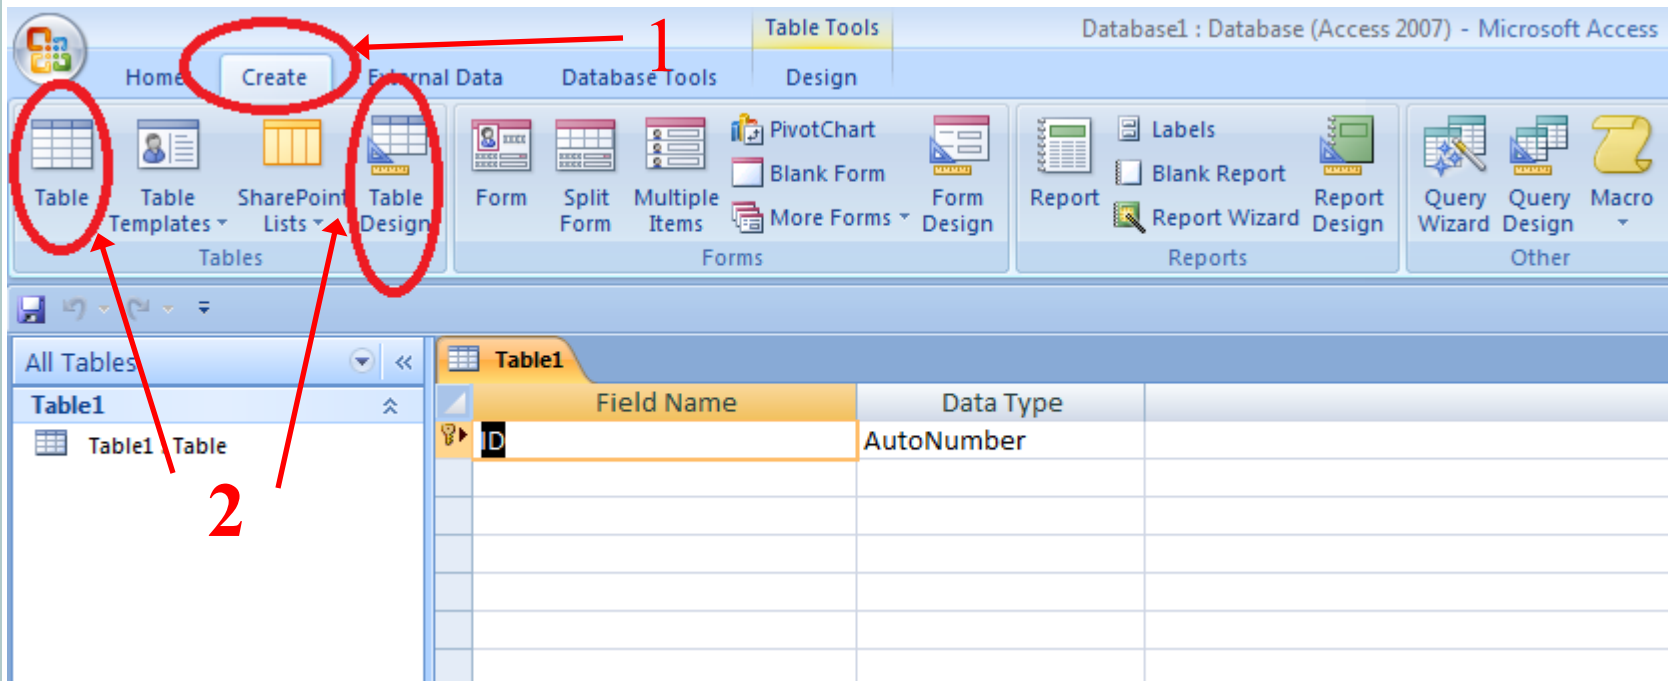 Table Tools
Database1 : Database (Access 2007) - Microsoft Access
1
Home
Create
External Data
Database Tools
Design
Table
Table Templates
SharePoint Lists
Table Design
Tables
Form
Split Form
Multiple Items
PivotChart
Blank Form
More Forms
Form Design
Forms
Report
Labels
Blank Report
Report Wizard
Report Design
Reports
Query Wizard
Query Design
Macro
Other
All Tables
Table1
Table1 : Table
2
Table1
Field Name
Data Type
ID
AutoNumber